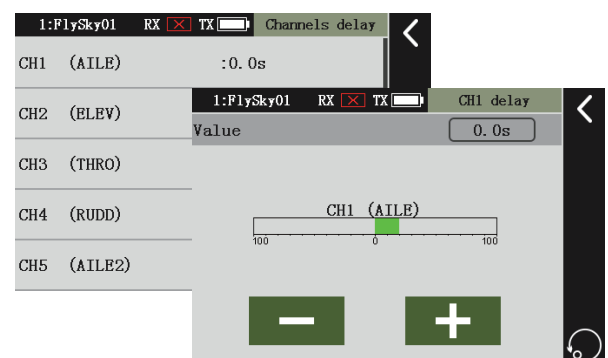 1:FlySky01 RX TX Channels delay
CH1 (AILE) :0.0s
CH2 (ELEV)
CH3 (THRO)
CH4 (RUDD)
CH5 (AILE2)
1:FlySky01 RX TX CH1 delay
Value 0.0s
CH1 (AILE)
100 0 100